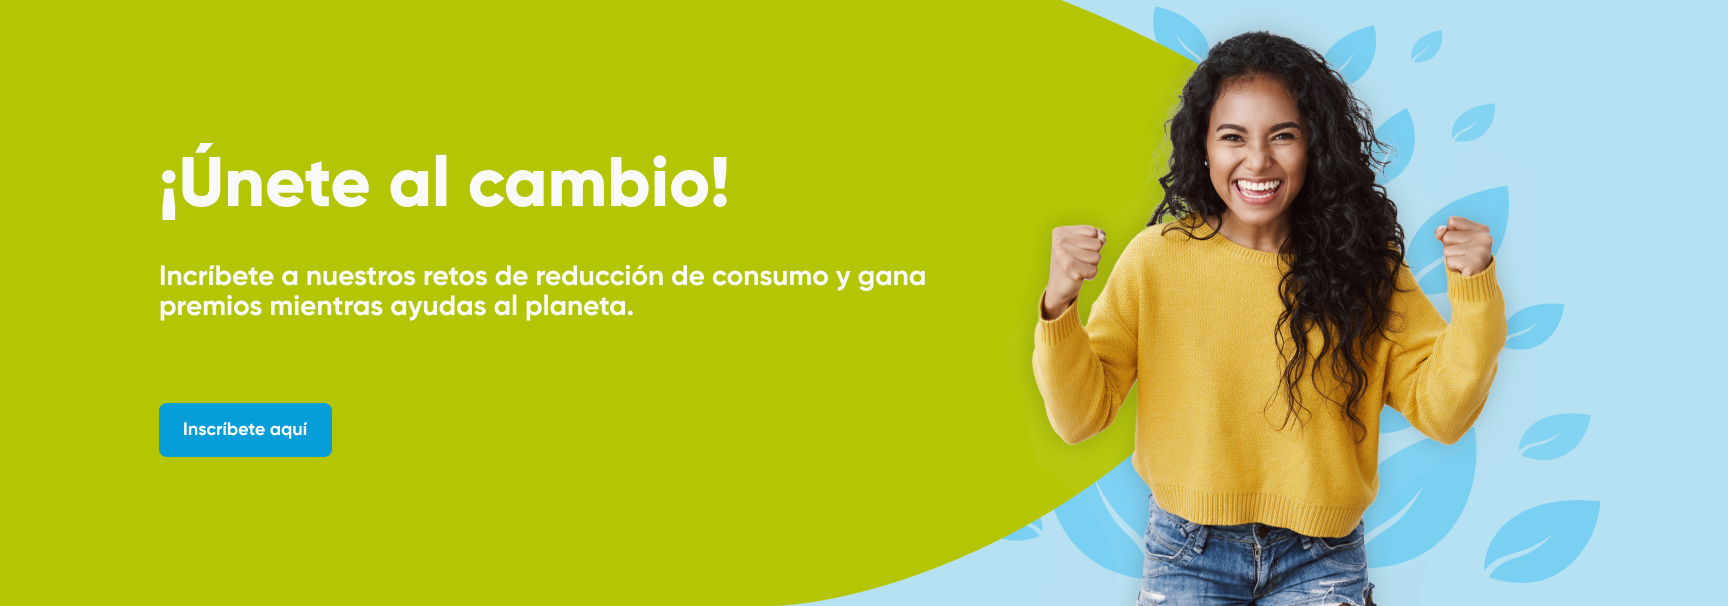 ¡Únete al cambio!
Incríbete a nuestros retos de reducción de consumo y gana
premios mientras ayudas al planeta.
Inscríbete aquí